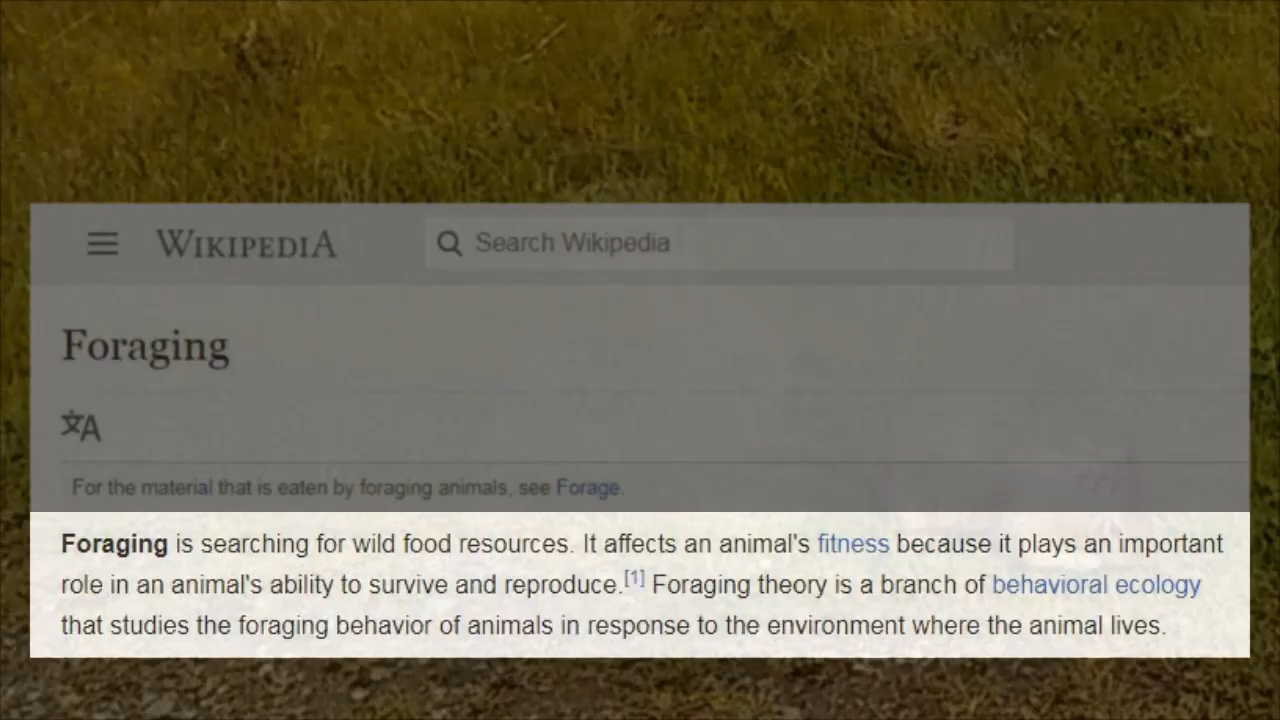 WIKIPEDIA
Search Wikipedia
Foraging
文A
For the material that is eaten by foraging animals, see Forage.
Foraging is searching for wild food resources. It affects an animal's fitness because it plays an important
role in an animal's ability to survive and reproduce.[1] Foraging theory is a branch of behavioral ecology
that studies the foraging behavior of animals in response to the environment where the animal lives.